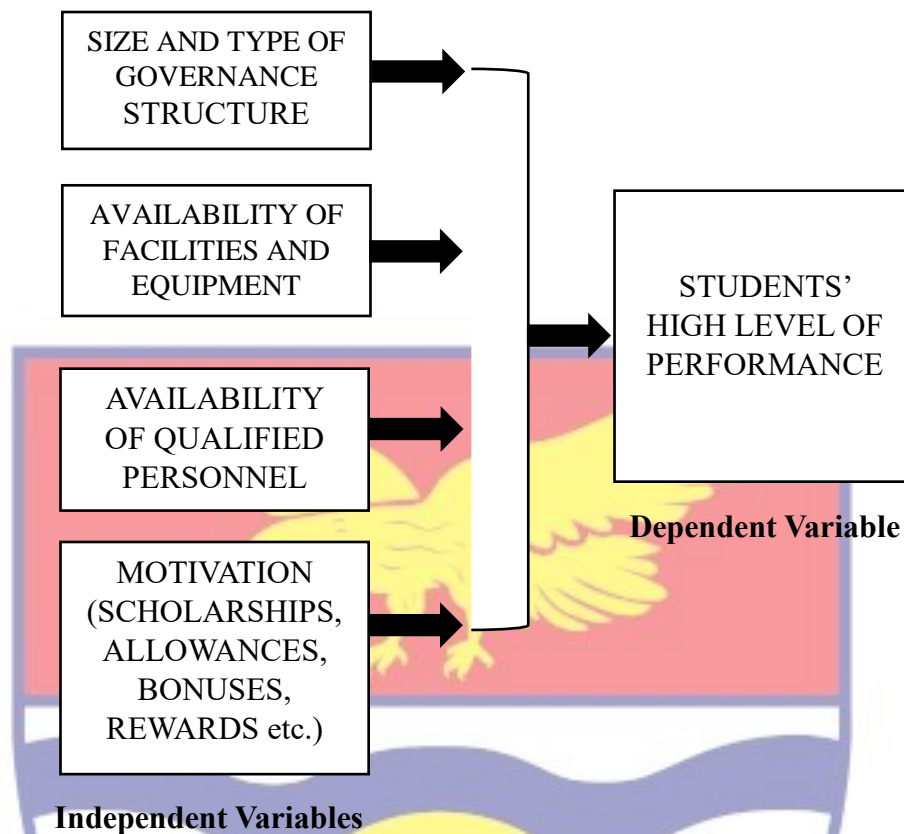 SIZE AND TYPE OF
GOVERNANCE
STRUCTURE
AVAILABILITY OF
FACILITIES AND
EQUIPMENT
AVAILABILITY
OF QUALIFIED
PERSONNEL
MOTIVATION
(SCHOLARSHIPS,
ALLOWANCES,
BONUSES,
REWARDS etc.)
Independent Variables
STUDENTS’
HIGH LEVEL OF
PERFORMANCE
Dependent Variable